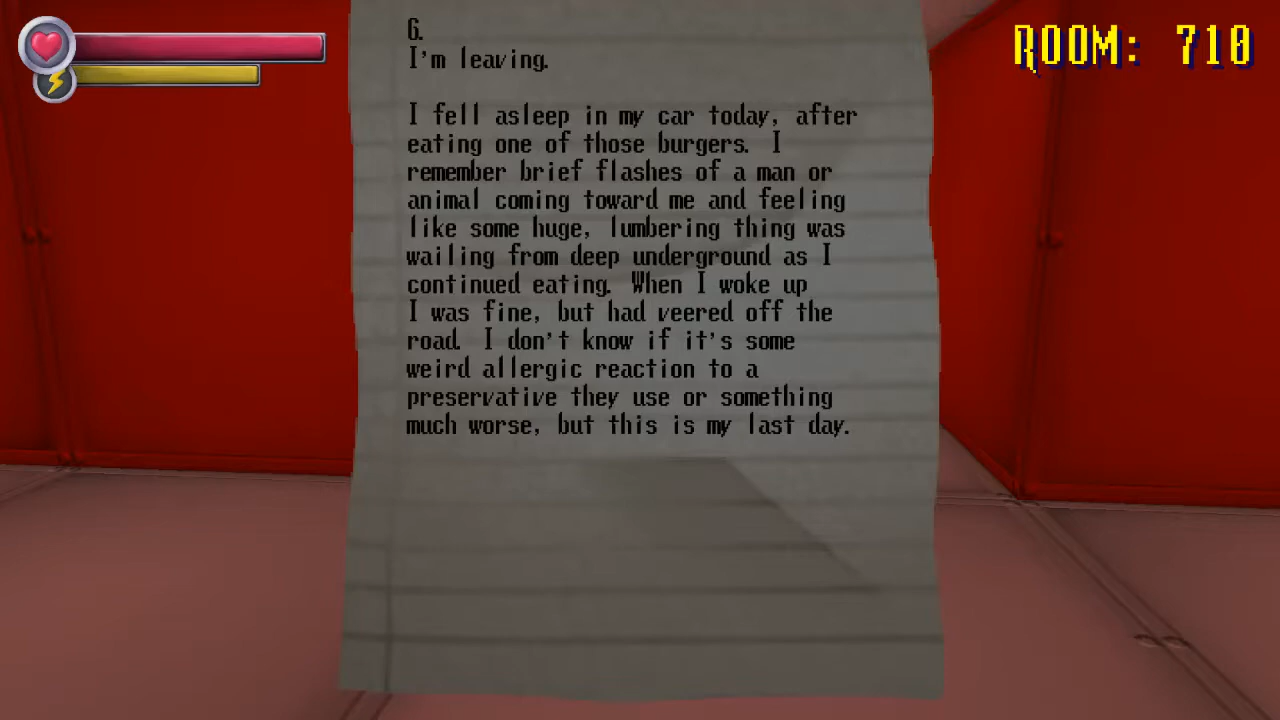 ROOM: 710
6.
I'm leaving.
I fell asleep in my car today, after
eating one of those burgers. I
remember brief flashes of a man or
animal coming toward me and feeling
like some huge, lumbering thing was
wailing from deep underground as I
continued eating. When I woke up
I was fine, but had veered off the
road. I don't know if it's some
weird allergic reaction to a
preservative they use or something
much worse, but this is my last day.